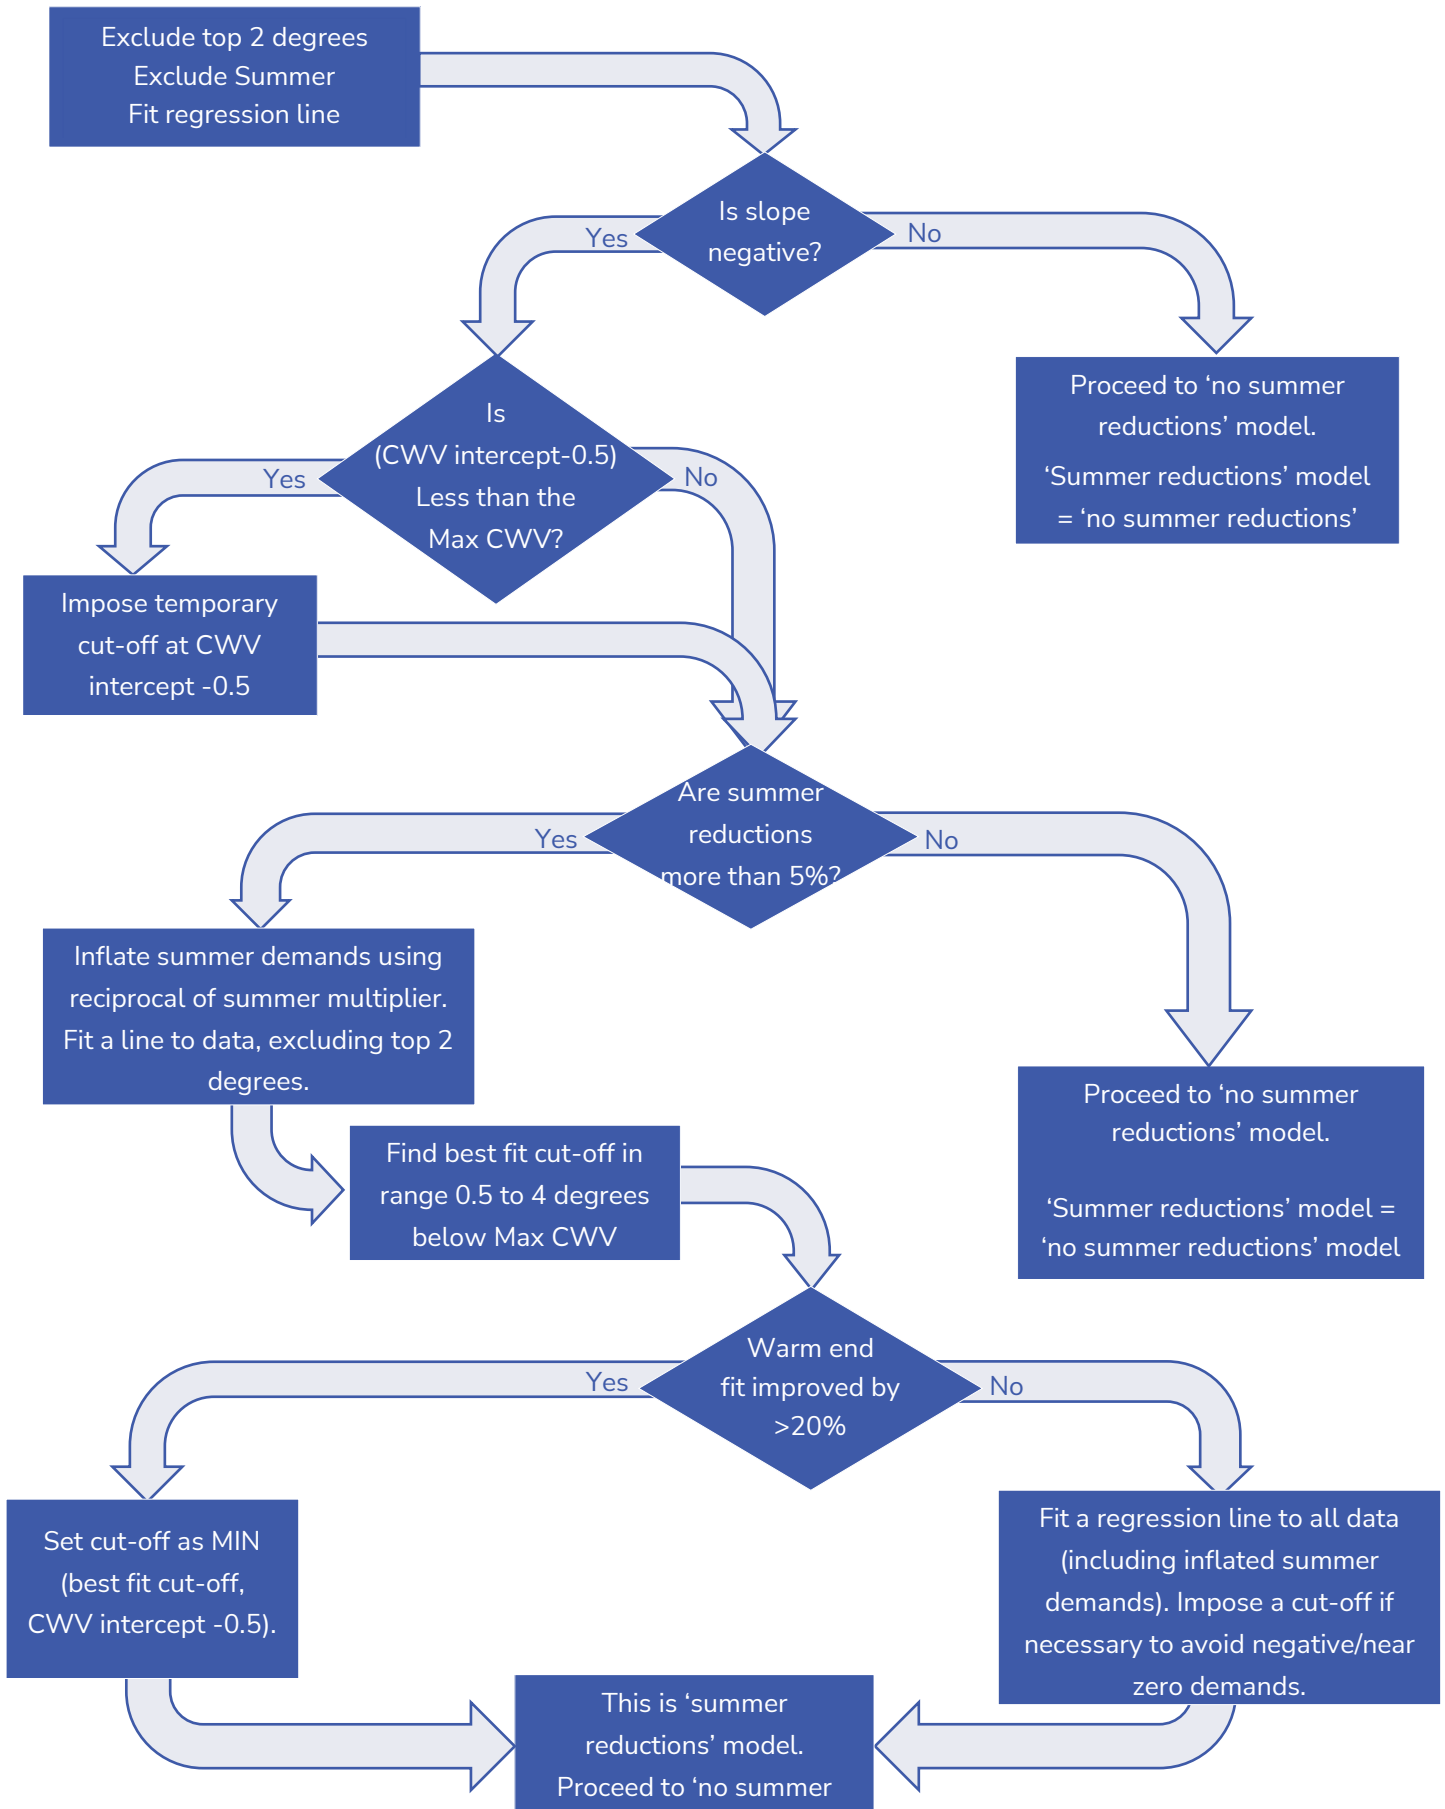 Exclude top 2 degrees
Exclude Summer
Fit regression line
Is slope
negative?
Yes
No
Proceed to ‘no summer
reductions’ model.
‘Summer reductions’ model
= ‘no summer reductions’
Is
(CWV intercept-0.5)
Less than the
Max CWV?
Yes
No
Impose temporary
cut-off at CWV
intercept -0.5
Are summer
reductions
more than 5%?
Yes
No
Inflate summer demands using
reciprocal of summer multiplier.
Fit a line to data, excluding top 2
degrees.
Proceed to ‘no summer
reductions’ model.
‘Summer reductions’ model =
‘no summer reductions’ model
Find best fit cut-off in
range 0.5 to 4 degrees
below Max CWV
Warm end
fit improved by
>20%
Yes
No
Set cut-off as MIN
(best fit cut-off,
CWV intercept -0.5).
Fit a regression line to all data
(including inflated summer
demands). Impose a cut-off if
necessary to avoid negative/near
zero demands.
This is ‘summer
reductions’ model.
Proceed to ‘no summer